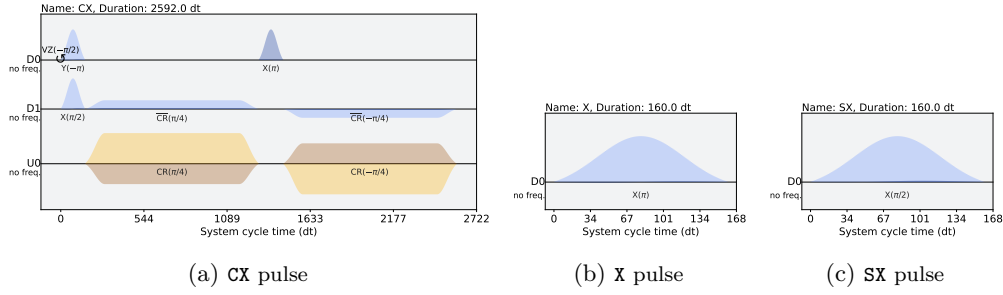 Name: CX, Duration: 2592.0 dt
VZ(−π/2)
D0
no freq.
Y(−π)
X(π)
D1
no freq.
X(π/2)
C̅R̅(π/4)
C̅R̅(−π/4)
U0
no freq.
CR(π/4)
CR(−π/4)
0 544 1089 1633 2177 2722
System cycle time (dt)
(a) CX pulse
Name: X, Duration: 160.0 dt
D0
no freq.
X(π)
0 34 67 101 134 168
System cycle time (dt)
(b) X pulse
Name: SX, Duration: 160.0 dt
D0
no freq.
X(π/2)
0 34 67 101 134 168
System cycle time (dt)
(c) SX pulse